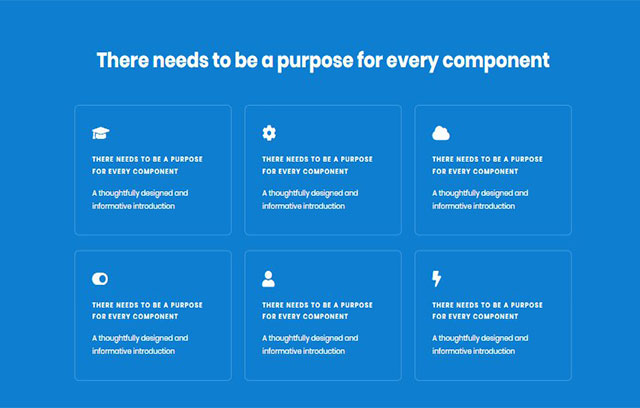 There needs to be a purpose for every component
THERE NEEDS TO BE A PURPOSE
FOR EVERY COMPONENT
A thoughtfully designed and
informative introduction
THERE NEEDS TO BE A PURPOSE
FOR EVERY COMPONENT
A thoughtfully designed and
informative introduction
THERE NEEDS TO BE A PURPOSE
FOR EVERY COMPONENT
A thoughtfully designed and
informative introduction
THERE NEEDS TO BE A PURPOSE
FOR EVERY COMPONENT
A thoughtfully designed and
informative introduction
THERE NEEDS TO BE A PURPOSE
FOR EVERY COMPONENT
A thoughtfully designed and
informative introduction
THERE NEEDS TO BE A PURPOSE
FOR EVERY COMPONENT
A thoughtfully designed and
informative introduction